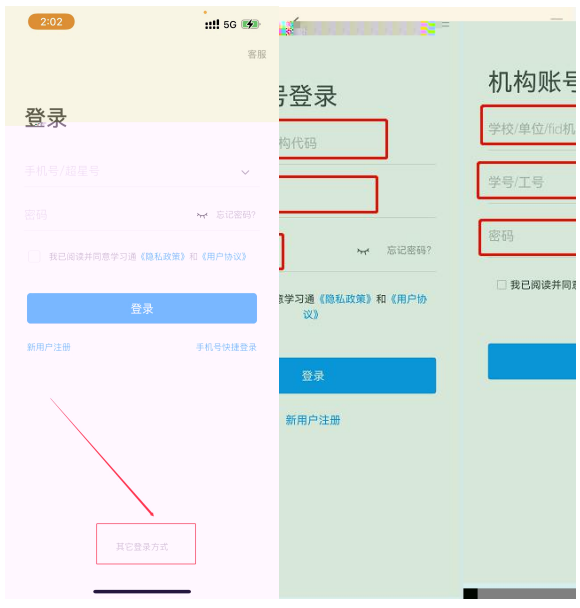 2:02
5G
客服
登录
手机号/超星号
密码
忘记密码?
我已阅读并同意学习通《隐私政策》和《用户协议》
登录
新用户注册
手机号快捷登录
其它登录方式
号登录
构代码
忘记密码?
意学习通《隐私政策》和《用户协
议》
登录
新用户注册
机构账号
学校/单位/fid机
学号/工号
密码
我已阅读并同意